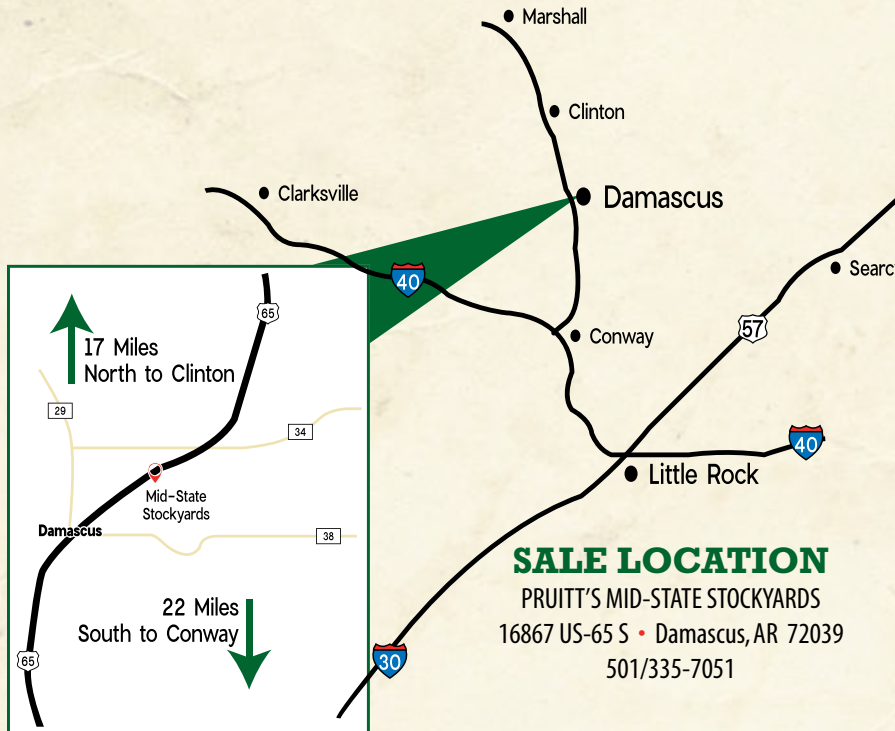 Marshall
Clinton
Clarksville
Damascus
40
Searc
57
Conway
40
Little Rock
30
65
17 Miles
North to Clinton
29
34
Mid-State
Stockyards
Damascus
38
22 Miles
South to Conway
65
SALE LOCATION
PRUITT'S MID-STATE STOCKYARDS
16867 US-65 S • Damascus, AR 72039
501/335-7051